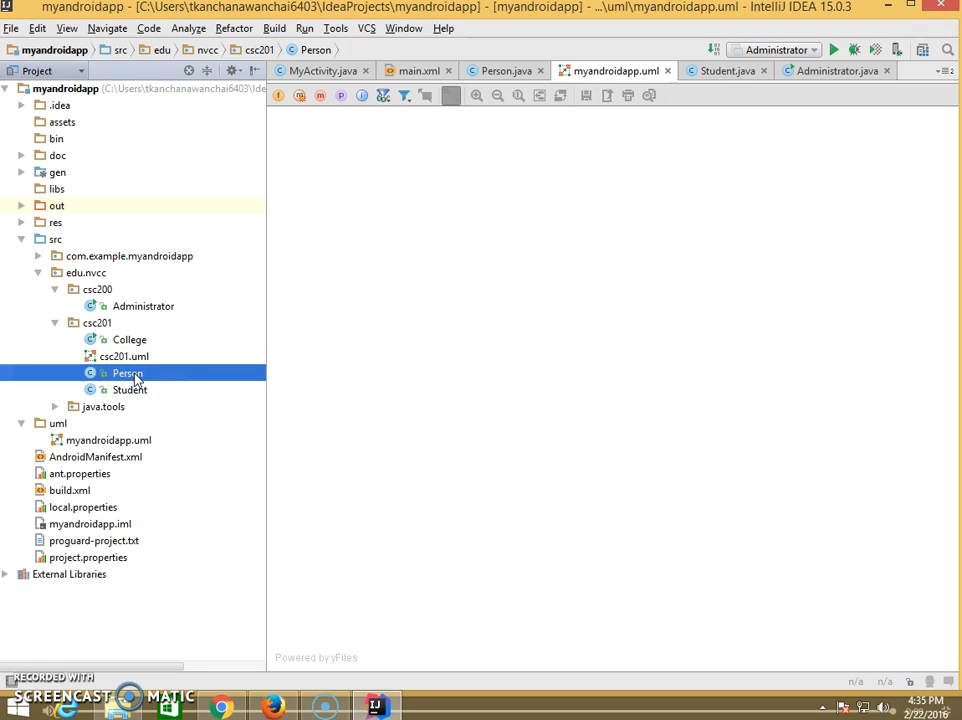 myandroidapp - [C:\Users\tkanchanawanchai6403\IdeaProjects\myandroidapp] - [myandroidapp] - ...\uml\myandroidapp.uml - IntelliJ IDEA 15.0.3
File Edit View Navigate Code Analyze Refactor Build Run Tools VCS Window Help
myandroidapp src edu nvcc csc201 Person Administrator
Project MyActivity.java main.xml Person.java myandroidapp.uml Student.java Administrator.java
myandroidapp (C:\Users\tkanchanawanchai6403\Ide
.idea
assets
bin
doc
gen
libs
out
res
src
com.example.myandroidapp
edu.nvcc
csc200
Administrator
csc201
College
csc201.uml
Person
Student
java.tools
uml
myandroidapp.uml
AndroidManifest.xml
ant.properties
build.xml
local.properties
myandroidapp.iml
proguard-project.txt
project.properties
External Libraries
Powered by yFiles
n/a n/a
RECORDED WITH
SCREENCAST MATIC
4:35 PM
2/22/2016